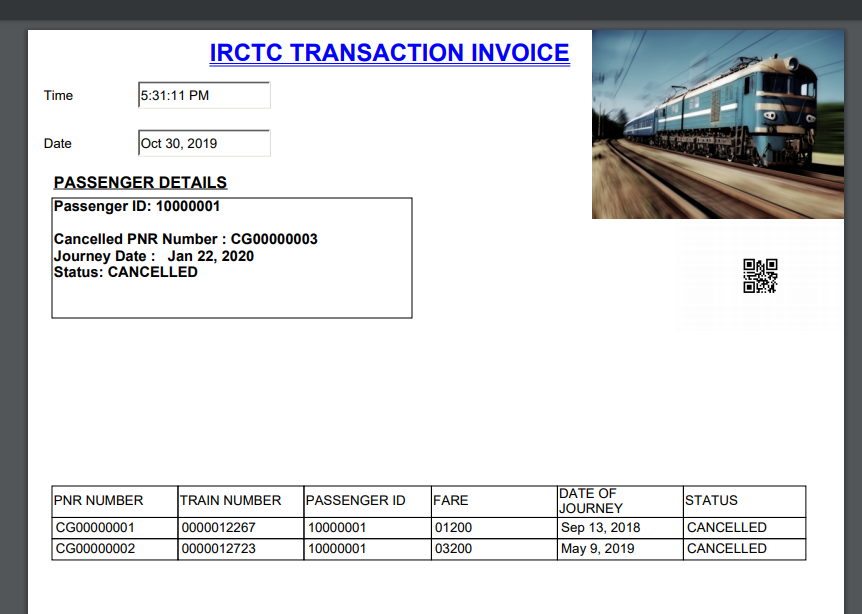 IRCTC TRANSACTION INVOICE
Time 5:31:11 PM
Date Oct 30, 2019
PASSENGER DETAILS
Passenger ID: 10000001
Cancelled PNR Number : CG00000003
Journey Date : Jan 22, 2020
Status: CANCELLED
PNR NUMBER TRAIN NUMBER PASSENGER ID FARE DATE OF JOURNEY STATUS
CG00000001 0000012267 10000001 01200 Sep 13, 2018 CANCELLED
CG00000002 0000012723 10000001 03200 May 9, 2019 CANCELLED